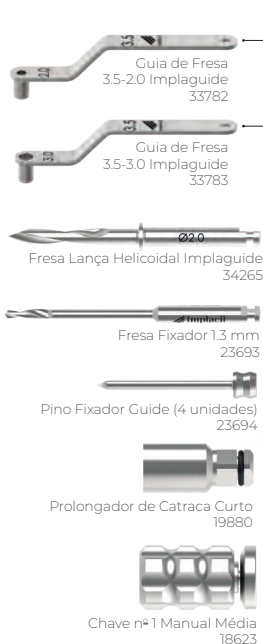 3.5
2.0
Guia de Fresa
3.5-2.0 Implaguide
33782
3.5
3.0
Guia de Fresa
3.5-3.0 Implaguide
33783
Ø2.0
Fresa Lança Helicoidal Implaguide
34265
Implacil
Fresa Fixador 1.3 mm
23693
Pino Fixador Guide (4 unidades)
23694
Prolongador de Catraca Curto
19880
Chave nº 1 Manual Média
18623